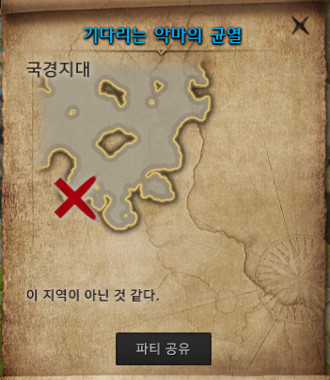 기다리는 악마의 균열
국경지대
이 지역이 아닌 것 같다.
파티 공유